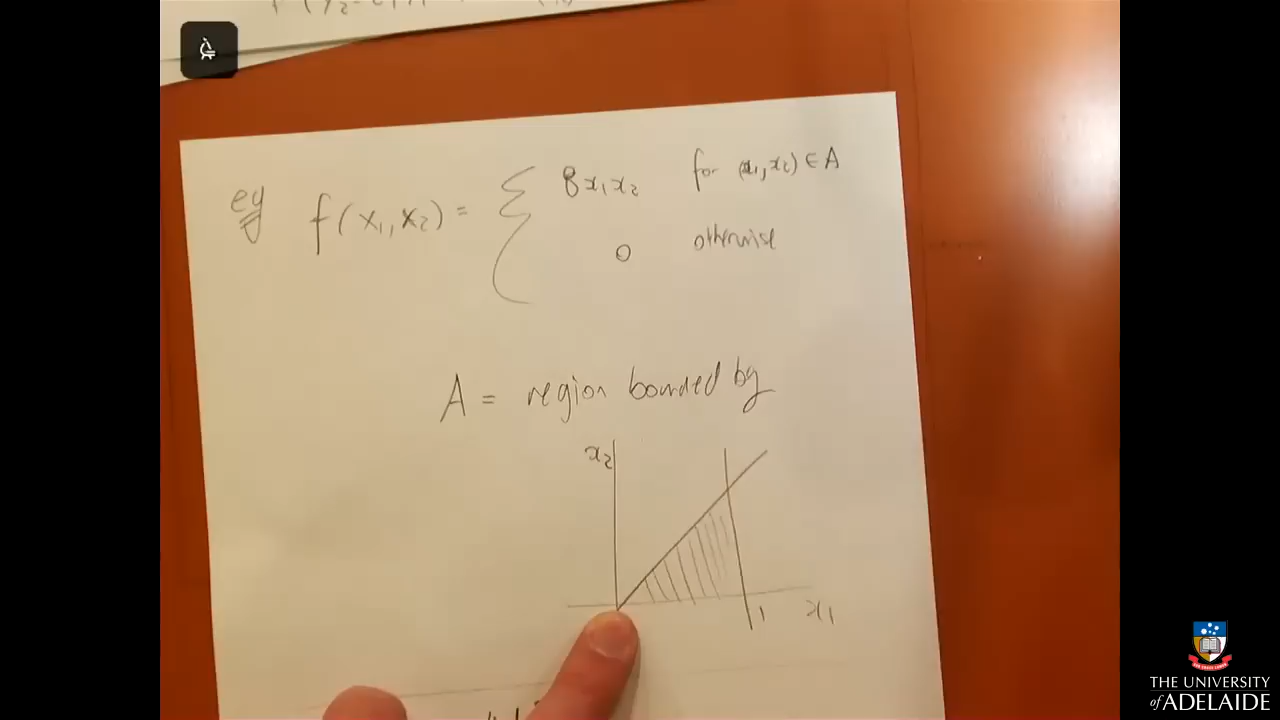 eg f(x₁,x₂) = { 8x₁x₂ for (x₁,x₂) ∈ A
0 otherwise
A = region bounded by
x₂
1 x₁
THE UNIVERSITY
of ADELAIDE